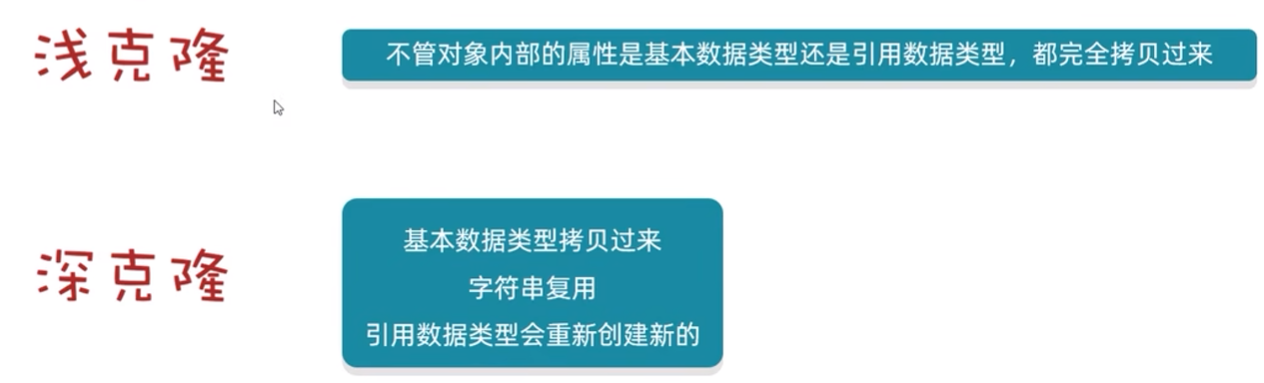 浅克隆
不管对象内部的属性是基本数据类型还是引用数据类型，都完全拷贝过来
深克隆
基本数据类型拷贝过来
字符串复用
引用数据类型会重新创建新的